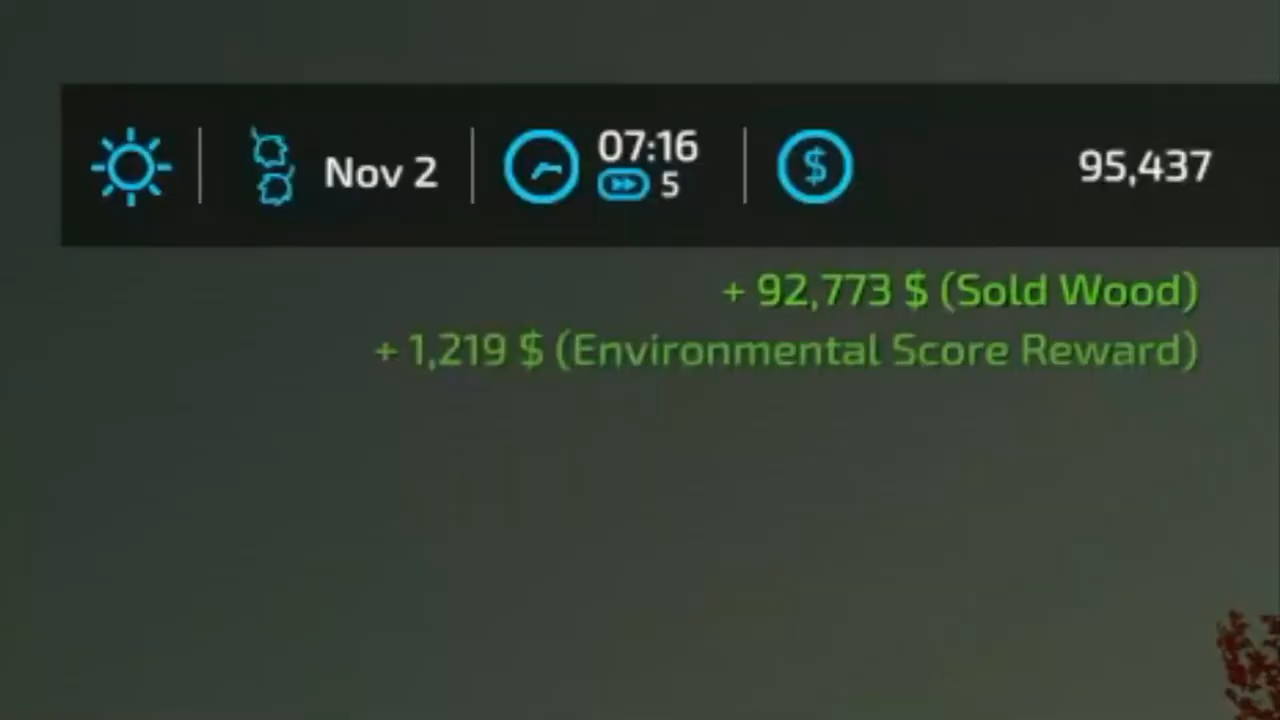 Nov 2
07:16
5
$
95,437
+ 92,773 $ (Sold Wood)
+ 1,219 $ (Environmental Score Reward)